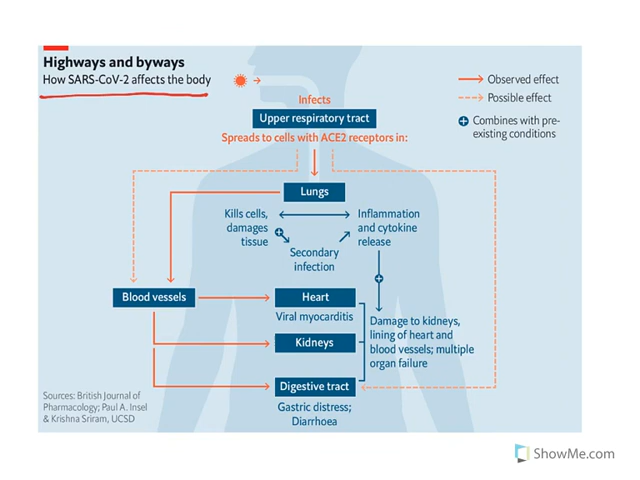 Highways and byways
How SARS-CoV-2 affects the body
Observed effect
Possible effect
Combines with pre-
existing conditions
Infects
Upper respiratory tract
Spreads to cells with ACE2 receptors in:
Lungs
Kills cells,
damages
tissue
Inflammation
and cytokine
release
Secondary
infection
Blood vessels
Heart
Viral myocarditis
Kidneys
Damage to kidneys,
lining of heart and
blood vessels; multiple
organ failure
Digestive tract
Gastric distress;
Diarrhoea
Sources: British Journal of
Pharmacology; Paul A. Insel
& Krishna Sriram, UCSD
ShowMe.com